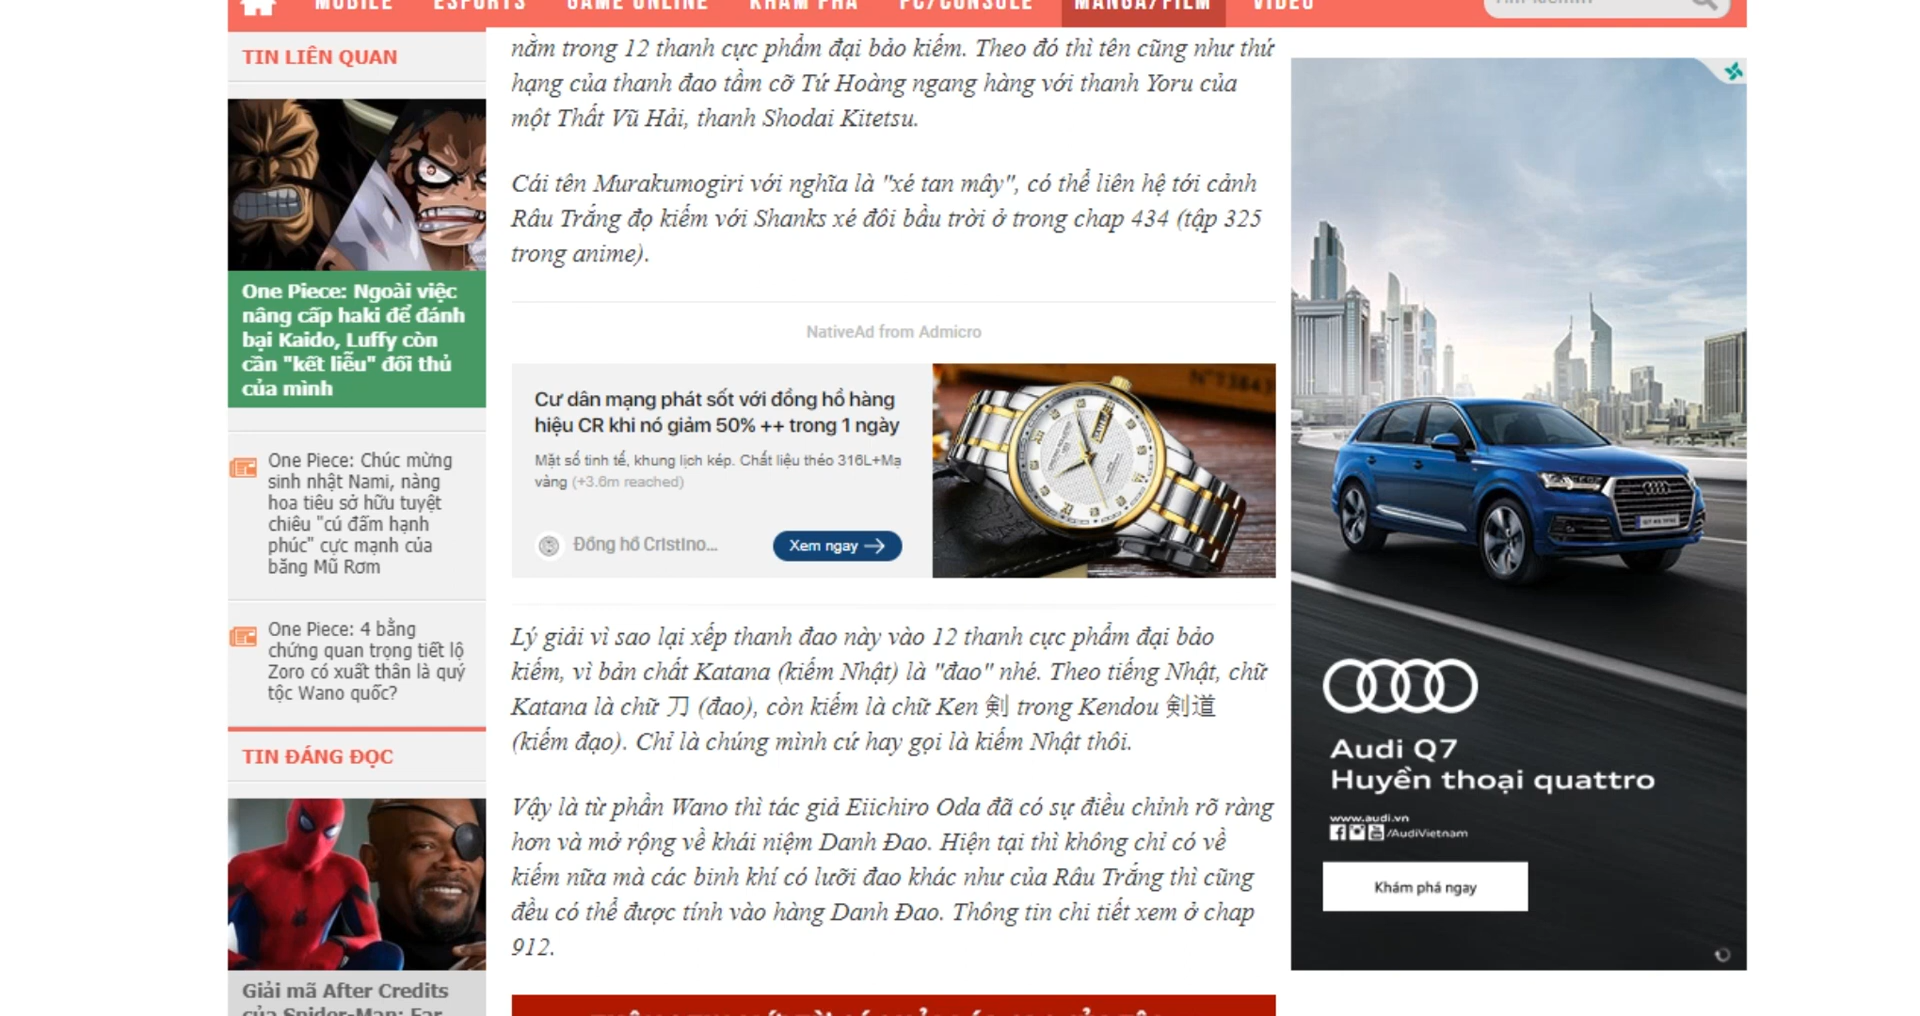 MOBILE ESPORTS GAME ONLINE KHÁM PHÁ PC/CONSOLE MANGA/FILM VIDEO
TIN LIÊN QUAN
One Piece: Ngoài việc
nâng cấp haki để đánh
bại Kaido, Luffy còn
cần "kết liễu" đối thủ
của mình
One Piece: Chúc mừng
sinh nhật Nami, nàng
hoa tiêu sở hữu tuyệt
chiêu "cú đấm hạnh
phúc" cực mạnh của
băng Mũ Rơm
One Piece: 4 bằng
chứng quan trọng tiết lộ
Zoro có xuất thân là quý
tộc Wano quốc?
TIN ĐÁNG ĐỌC
Giải mã After Credits
của Spider-Man: Far
nằm trong 12 thanh cực phẩm đại bảo kiếm. Theo đó thì tên cũng như thứ
hạng của thanh đao tầm cỡ Tứ Hoàng ngang hàng với thanh Yoru của
một Thất Vũ Hải, thanh Shodai Kitetsu.
Cái tên Murakumogiri với nghĩa là "xé tan mây", có thể liên hệ tới cảnh
Râu Trắng đọ kiếm với Shanks xé đôi bầu trời ở trong chap 434 (tập 325
trong anime).
NativeAd from Admicro
Cư dân mạng phát sốt với đồng hồ hàng
hiệu CR khi nó giảm 50% ++ trong 1 ngày
Mặt số tinh tế, khung lịch kép. Chất liệu théo 316L+Mạ
vàng (+3.6m reached)
Đồng hồ Cristino...
Xem ngay
Lý giải vì sao lại xếp thanh đao này vào 12 thanh cực phẩm đại bảo
kiếm, vì bản chất Katana (kiếm Nhật) là "đao" nhé. Theo tiếng Nhật, chữ
Katana là chữ 刀 (đao), còn kiếm là chữ Ken 剣 trong Kendou 剣道
(kiếm đạo). Chỉ là chúng mình cứ hay gọi là kiếm Nhật thôi.
Vậy là từ phần Wano thì tác giả Eiichiro Oda đã có sự điều chỉnh rõ ràng
hơn và mở rộng về khái niệm Danh Đao. Hiện tại thì không chỉ có về
kiếm nữa mà các binh khí có lưỡi đao khác như của Râu Trắng thì cũng
đều có thể được tính vào hàng Danh Đao. Thông tin chi tiết xem ở chap
912.
Audi Q7
Huyền thoại quattro
www.audi.vn
/AudiVietnam
Khám phá ngay